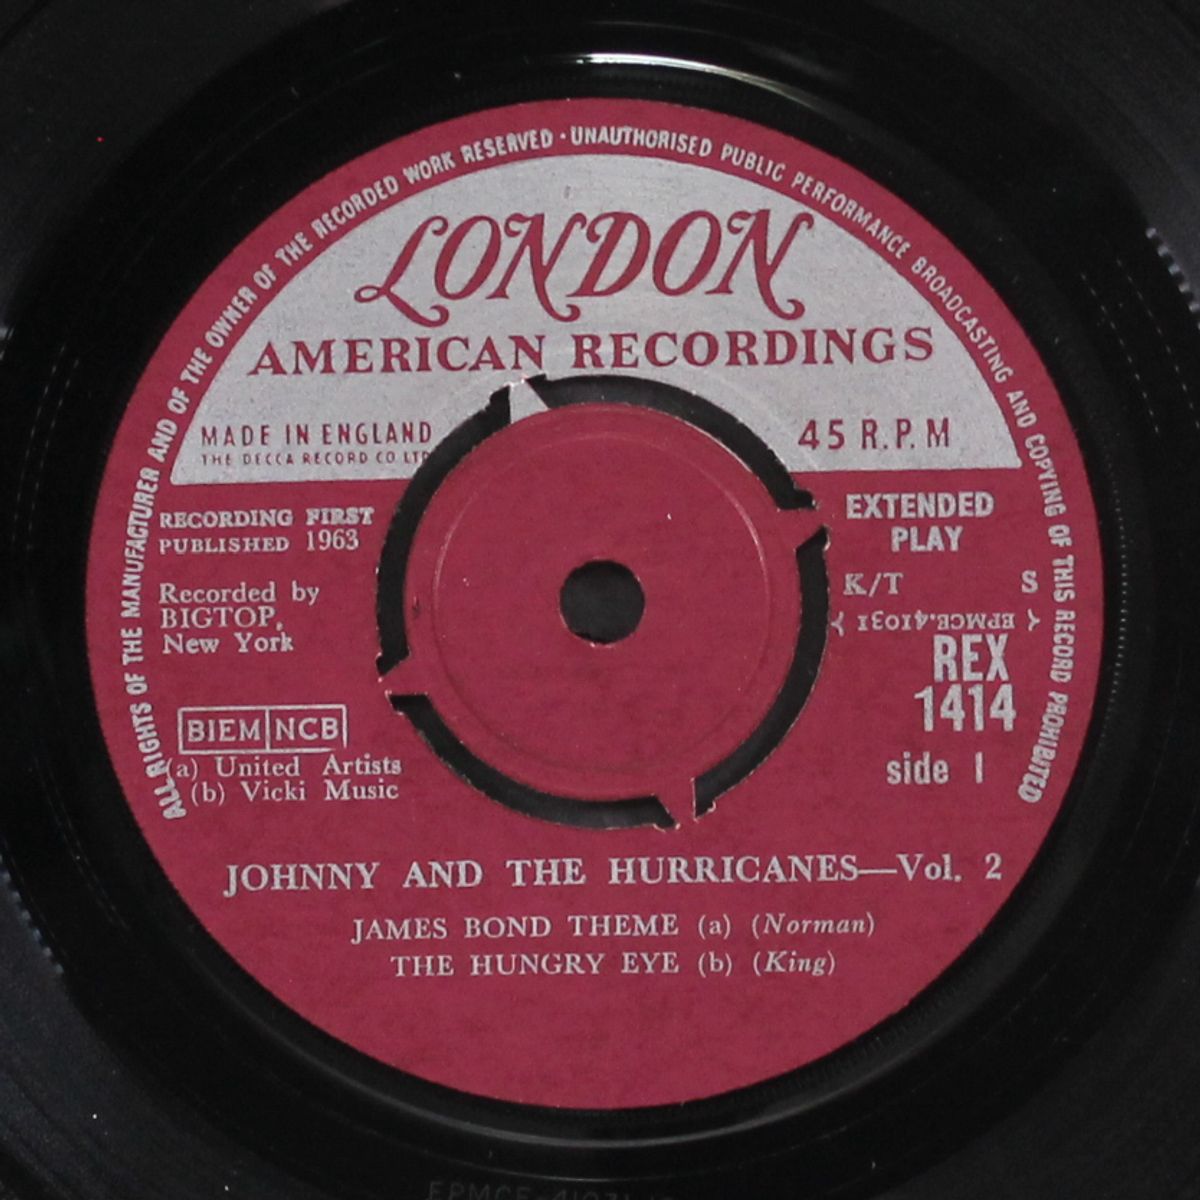 ALL RIGHTS OF THE MANUFACTURER AND OF THE OWNER OF THE RECORDED WORK RESERVED · UNAUTHORISED PUBLIC PERFORMANCE BROADCASTING AND COPYING OF THIS RECORD PROHIBITED
LONDON
AMERICAN RECORDINGS
MADE IN ENGLAND
THE DECCA RECORD CO LTD
45 R.P.M
RECORDING FIRST
PUBLISHED 1963
Recorded by
BIGTOP,
New York
BIEM NCB
(a) United Artists
(b) Vicki Music
EXTENDED
PLAY
K/T S
EPMCE.41031
REX
1414
side 1
JOHNNY AND THE HURRICANES—Vol. 2
JAMES BOND THEME (a) (Norman)
THE HUNGRY EYE (b) (King)